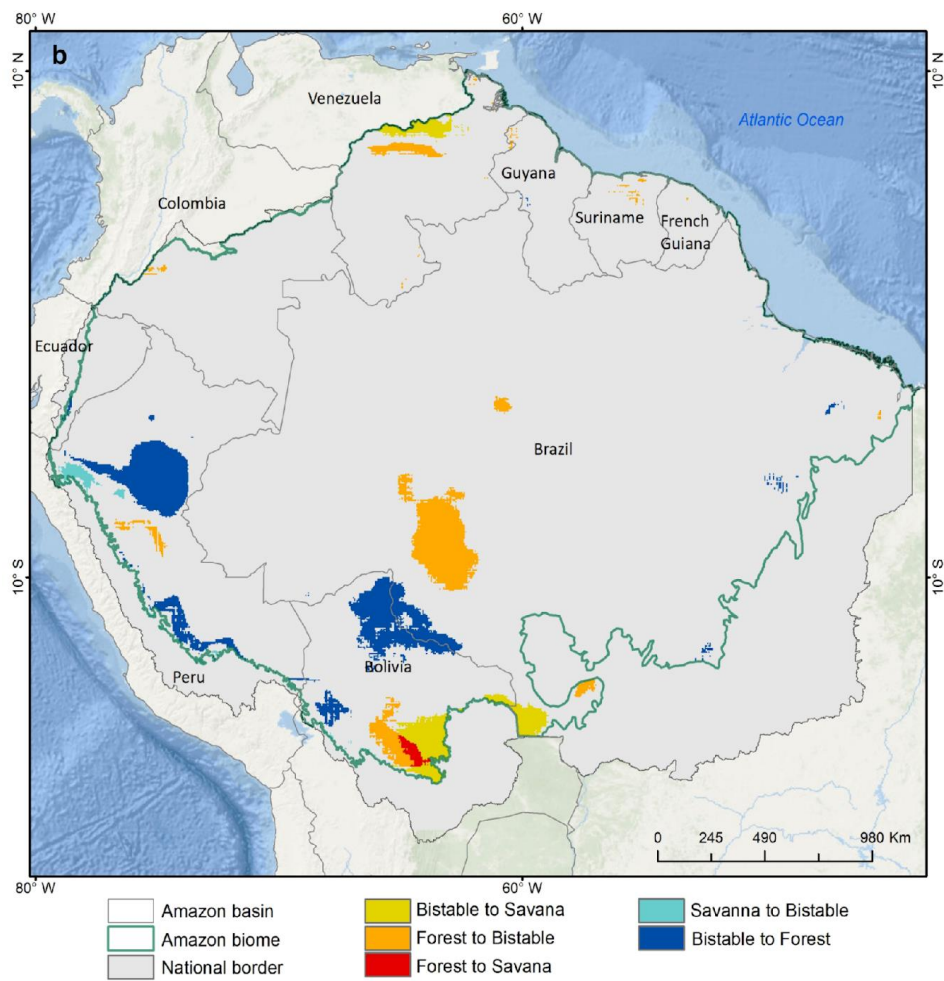 80° W 60° W
b
10° N 10° N
Venezuela
Atlantic Ocean
Guyana
Colombia
Suriname
French
Guiana
Ecuador
Brazil
10° S 10° S
Bolivia
Peru
0 245 490 980 Km
80° W 60° W
Amazon basin Bistable to Savana Savanna to Bistable
Amazon biome Forest to Bistable Bistable to Forest
National border Forest to Savana